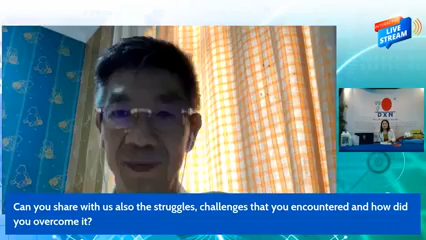 LIVE
STREAM
DXN
Can you share with us also the struggles, challenges that you encountered and how did
you overcome it?